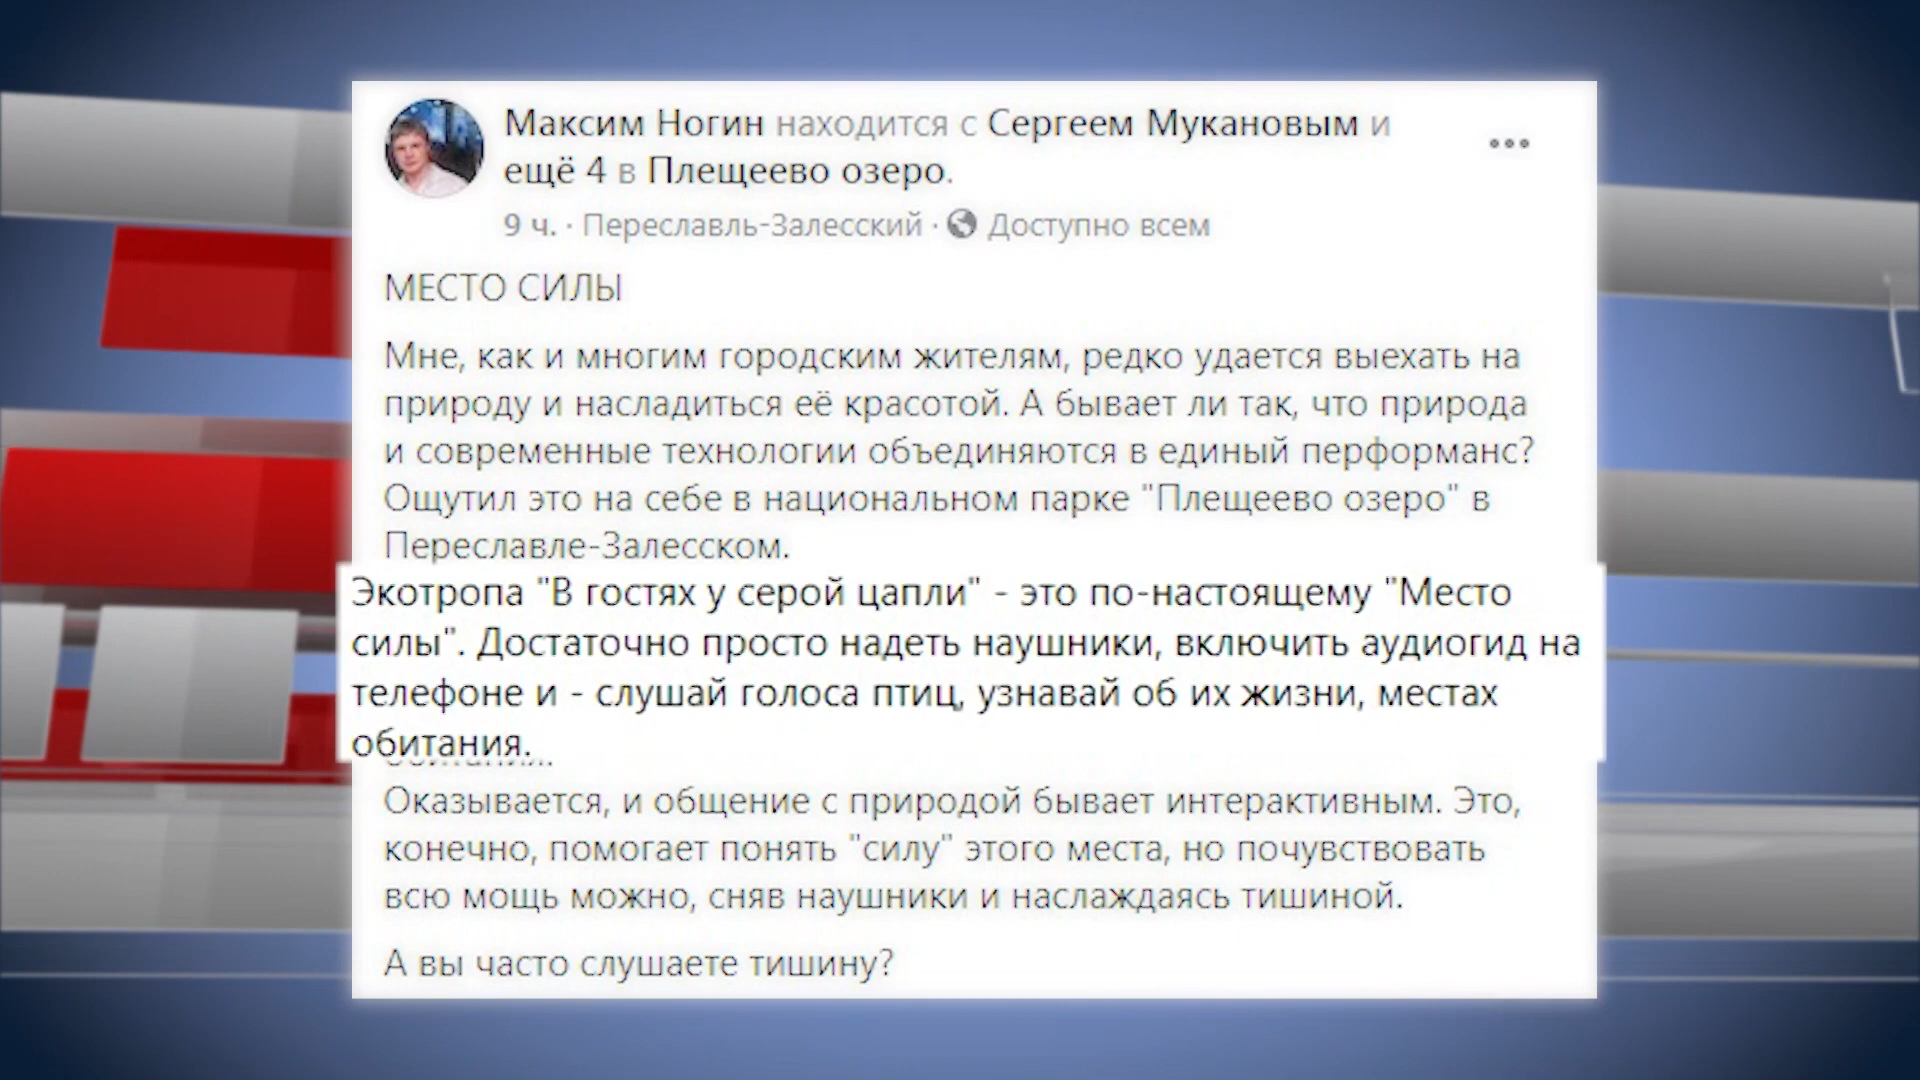 Максим Ногин находится с Сергеем Мукановым и
ещё 4 в Плещеево озеро.
9 ч. · Переславль-Залесский · Доступно всем
МЕСТО СИЛЫ
Мне, как и многим городским жителям, редко удается выехать на
природу и насладиться её красотой. А бывает ли так, что природа
и современные технологии объединяются в единый перформанс?
Ощутил это на себе в национальном парке "Плещеево озеро" в
Переславле-Залесском.
Экотропа "В гостях у серой цапли" - это по-настоящему "Место
силы". Достаточно просто надеть наушники, включить аудиогид на
телефоне и - слушай голоса птиц, узнавай об их жизни, местах
обитания.
Оказывается, и общение с природой бывает интерактивным. Это,
конечно, помогает понять "силу" этого места, но почувствовать
всю мощь можно, сняв наушники и наслаждаясь тишиной.
А вы часто слушаете тишину?